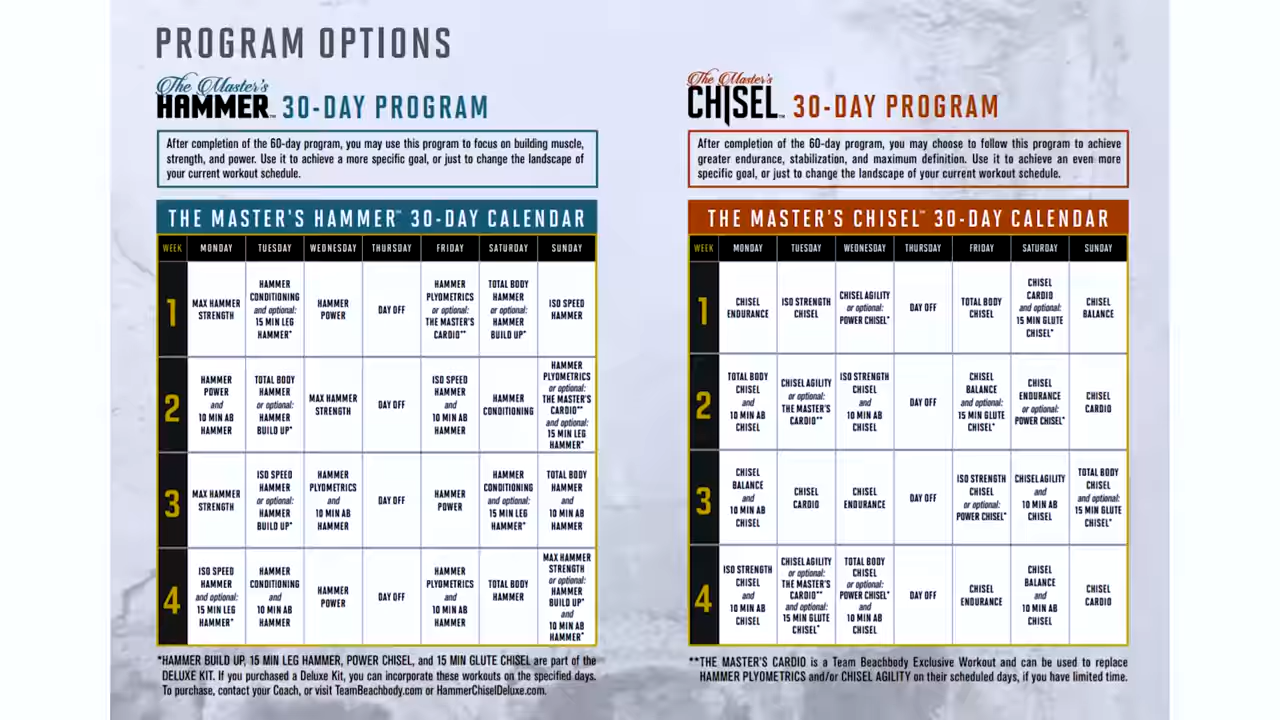 PROGRAM OPTIONS
The Master's
HAMMER™ 30-DAY PROGRAM
After completion of the 60-day program, you may use this program to focus on building muscle,
strength, and power. Use it to achieve a more specific goal, or just to change the landscape of
your current workout schedule.
THE MASTER'S HAMMER™ 30-DAY CALENDAR
WEEK MONDAY TUESDAY WEDNESDAY THURSDAY FRIDAY SATURDAY SUNDAY
1
MAX HAMMER
STRENGTH
HAMMER
CONDITIONING
and optional:
15 MIN LEG
HAMMER*
HAMMER
POWER
DAY OFF
HAMMER
PLYOMETRICS
or optional:
THE MASTER'S
CARDIO**
TOTAL BODY
HAMMER
or optional:
HAMMER
BUILD UP*
ISO SPEED
HAMMER
2
HAMMER
POWER
and
10 MIN AB
HAMMER
TOTAL BODY
HAMMER
or optional:
HAMMER
BUILD UP*
MAX HAMMER
STRENGTH
DAY OFF
ISO SPEED
HAMMER
and
10 MIN AB
HAMMER
HAMMER
CONDITIONING
HAMMER
PLYOMETRICS
or optional:
THE MASTER'S
CARDIO**
and optional:
15 MIN LEG
HAMMER*
3
MAX HAMMER
STRENGTH
ISO SPEED
HAMMER
or optional:
HAMMER
BUILD UP*
HAMMER
PLYOMETRICS
and
10 MIN AB
HAMMER
DAY OFF
HAMMER
POWER
HAMMER
CONDITIONING
and optional:
15 MIN LEG
HAMMER*
TOTAL BODY
HAMMER
and
10 MIN AB
HAMMER
4
ISO SPEED
HAMMER
and optional:
15 MIN LEG
HAMMER*
HAMMER
CONDITIONING
and
10 MIN AB
HAMMER
HAMMER
POWER
DAY OFF
HAMMER
PLYOMETRICS
and
10 MIN AB
HAMMER
TOTAL BODY
HAMMER
MAX HAMMER
STRENGTH
or optional:
HAMMER
BUILD UP*
and
10 MIN AB
HAMMER*
*HAMMER BUILD UP, 15 MIN LEG HAMMER, POWER CHISEL, and 15 MIN GLUTE CHISEL are part of the
DELUXE KIT. If you purchased a Deluxe Kit, you can incorporate these workouts on the specified days.
To purchase, contact your Coach, or visit TeamBeachbody.com or HammerChiselDeluxe.com.
The Master's
CHISEL™ 30-DAY PROGRAM
After completion of the 60-day program, you may choose to follow this program to achieve
greater endurance, stabilization, and maximum definition. Use it to achieve an even more
specific goal, or just to change the landscape of your current workout schedule.
THE MASTER'S CHISEL™ 30-DAY CALENDAR
WEEK MONDAY TUESDAY WEDNESDAY THURSDAY FRIDAY SATURDAY SUNDAY
1
CHISEL
ENDURANCE
ISO STRENGTH
CHISEL
CHISEL AGILITY
or optional:
POWER CHISEL*
DAY OFF
TOTAL BODY
CHISEL
CHISEL
CARDIO
and optional:
15 MIN GLUTE
CHISEL*
CHISEL
BALANCE
2
TOTAL BODY
CHISEL
and
10 MIN AB
CHISEL
CHISEL AGILITY
or optional:
THE MASTER'S
CARDIO**
ISO STRENGTH
CHISEL
and
10 MIN AB
CHISEL
DAY OFF
CHISEL
BALANCE
and optional:
15 MIN GLUTE
CHISEL*
CHISEL
ENDURANCE
or optional:
POWER CHISEL*
CHISEL
CARDIO
3
CHISEL
BALANCE
and
10 MIN AB
CHISEL
CHISEL
CARDIO
CHISEL
ENDURANCE
DAY OFF
ISO STRENGTH
CHISEL
or optional:
POWER CHISEL*
CHISEL AGILITY
and
10 MIN AB
CHISEL
TOTAL BODY
CHISEL
and optional:
15 MIN GLUTE
CHISEL*
4
ISO STRENGTH
CHISEL
and
10 MIN AB
CHISEL
CHISEL AGILITY
or optional:
THE MASTER'S
CARDIO**
and optional:
15 MIN GLUTE
CHISEL*
TOTAL BODY
CHISEL
or optional:
POWER CHISEL*
and
10 MIN AB
CHISEL
DAY OFF
CHISEL
ENDURANCE
CHISEL
BALANCE
and
10 MIN AB
CHISEL
CHISEL
CARDIO
**THE MASTER'S CARDIO is a Team Beachbody Exclusive Workout and can be used to replace
HAMMER PLYOMETRICS and/or CHISEL AGILITY on their scheduled days, if you have limited time.